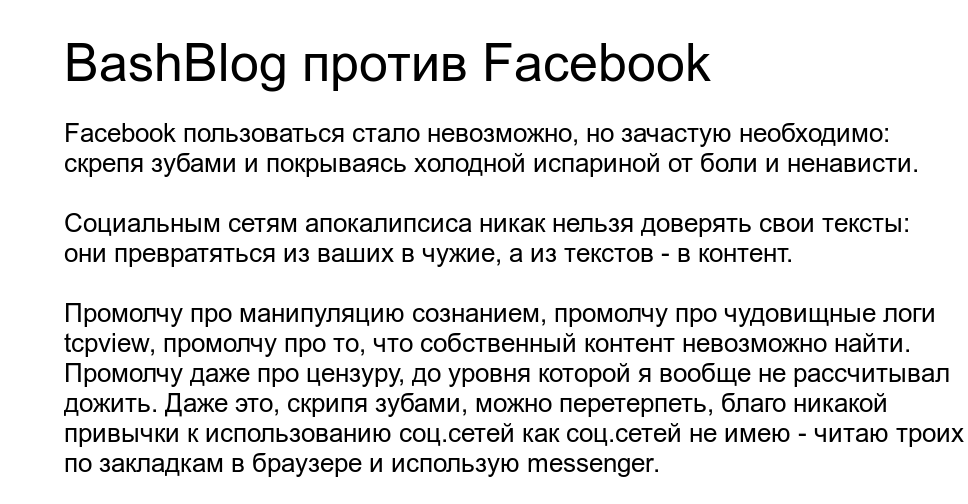 BashBlog против Facebook
Facebook пользоваться стало невозможно, но зачастую необходимо:
скрепя зубами и покрываясь холодной испариной от боли и ненависти.
Социальным сетям апокалипсиса никак нельзя доверять свои тексты:
они превратяться из ваших в чужие, а из текстов - в контент.
Промолчу про манипуляцию сознанием, промолчу про чудовищные логи
tcpview, промолчу про то, что собственный контент невозможно найти.
Промолчу даже про цензуру, до уровня которой я вообще не рассчитывал
дожить. Даже это, скрипя зубами, можно перетерпеть, благо никакой
привычки к использованию соц.сетей как соц.сетей не имею - читаю троих
по закладкам в браузере и использую messenger.